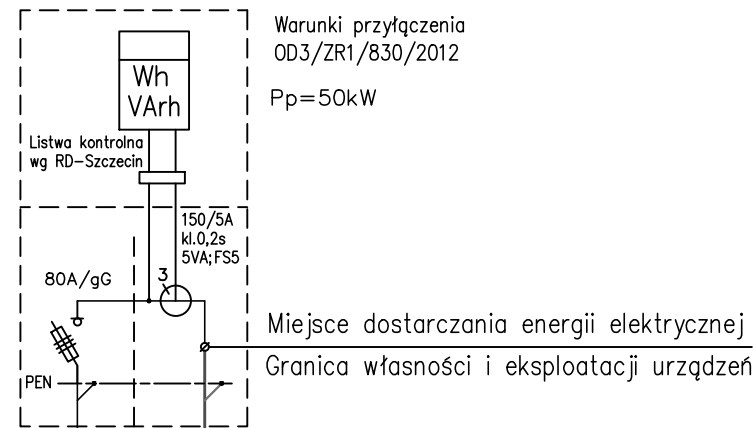 Warunki przyłączenia
OD3/ZR1/830/2012
Pp=50kW
Wh
VArh
Listwa kontrolna
wg RD-Szczecin
150/5A
kl.0,2s
5VA;FS5
3
80A/gG
Miejsce dostarczania energii elektrycznej
Granica własności i eksploatacji urządzeń
PEN